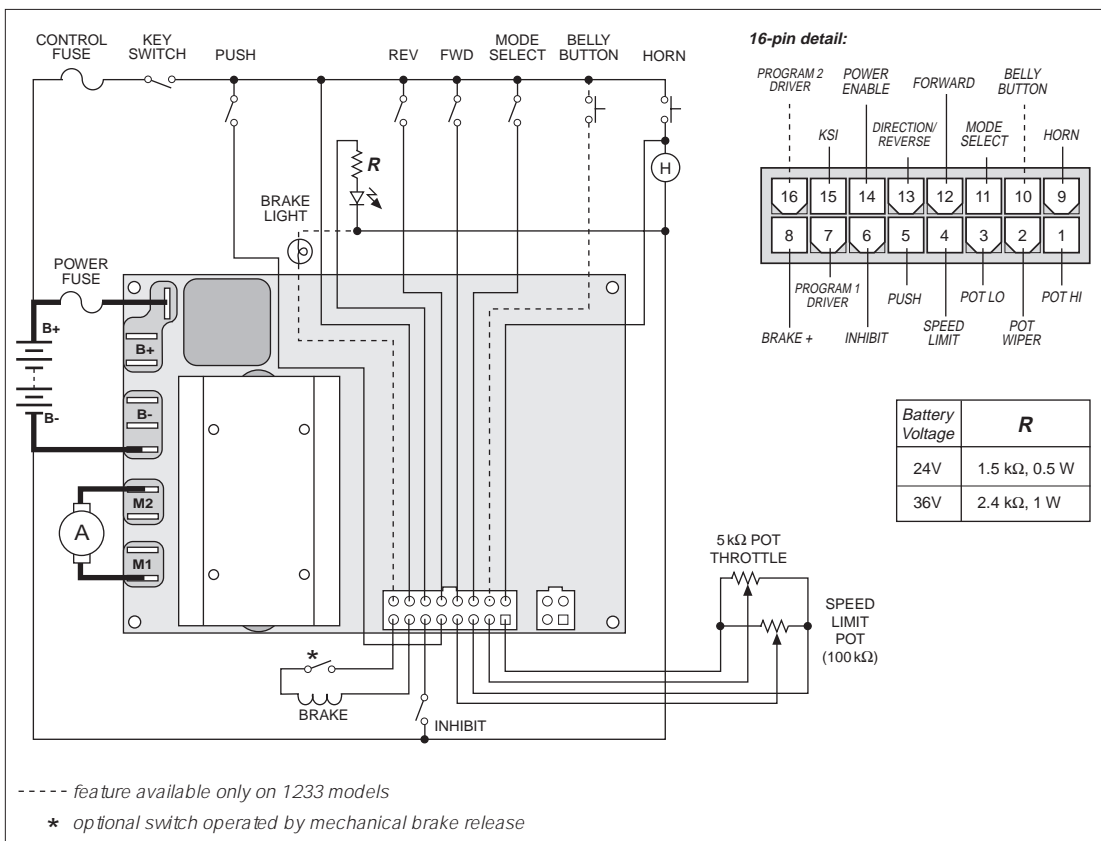 CONTROL
FUSE
KEY
SWITCH
PUSH
REV
FWD
MODE
SELECT
BELLY
BUTTON
HORN
R
H
BRAKE
LIGHT
POWER
FUSE
B+
B-
B+
B-
M2
M1
A
*
BRAKE
INHIBIT
5 kΩ POT
THROTTLE
SPEED
LIMIT
POT
(100 kΩ)
16-pin detail:
PROGRAM 2
DRIVER
POWER
ENABLE
FORWARD
BELLY
BUTTON
KSI
DIRECTION/
REVERSE
MODE
SELECT
HORN
16 15 14 13 12 11 10 9
8 7 6 5 4 3 2 1
PROGRAM 1
DRIVER
PUSH
POT LO
POT HI
BRAKE +
INHIBIT
SPEED
LIMIT
POT
WIPER
Battery
Voltage
R
24V 1.5 kΩ, 0.5 W
36V 2.4 kΩ, 1 W
----- feature available only on 1233 models
* optional switch operated by mechanical brake release